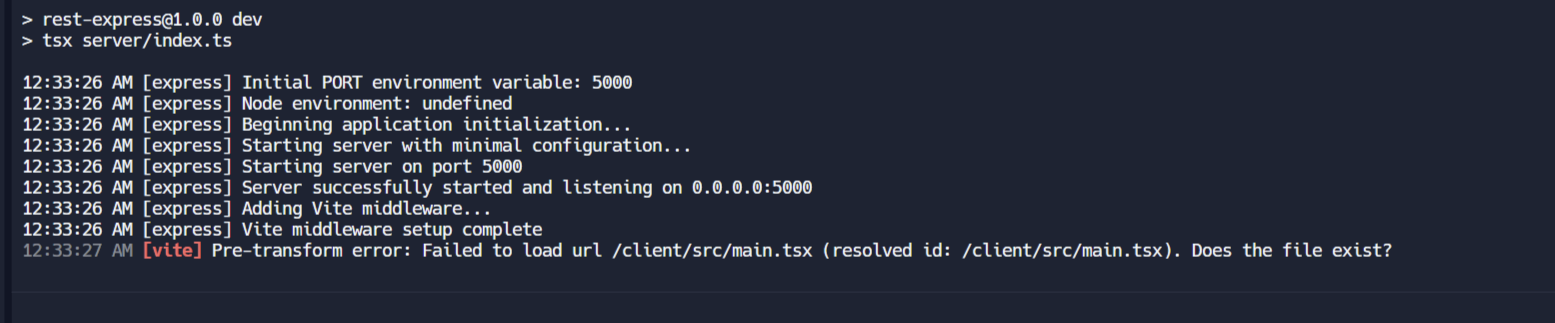 > rest-express@1.0.0 dev
> tsx server/index.ts
12:33:26 AM [express] Initial PORT environment variable: 5000
12:33:26 AM [express] Node environment: undefined
12:33:26 AM [express] Beginning application initialization...
12:33:26 AM [express] Starting server with minimal configuration...
12:33:26 AM [express] Starting server on port 5000
12:33:26 AM [express] Server successfully started and listening on 0.0.0.0:5000
12:33:26 AM [express] Adding Vite middleware...
12:33:26 AM [express] Vite middleware setup complete
12:33:27 AM [vite] Pre-transform error: Failed to load url /client/src/main.tsx (resolved id: /client/src/main.tsx). Does the file exist?